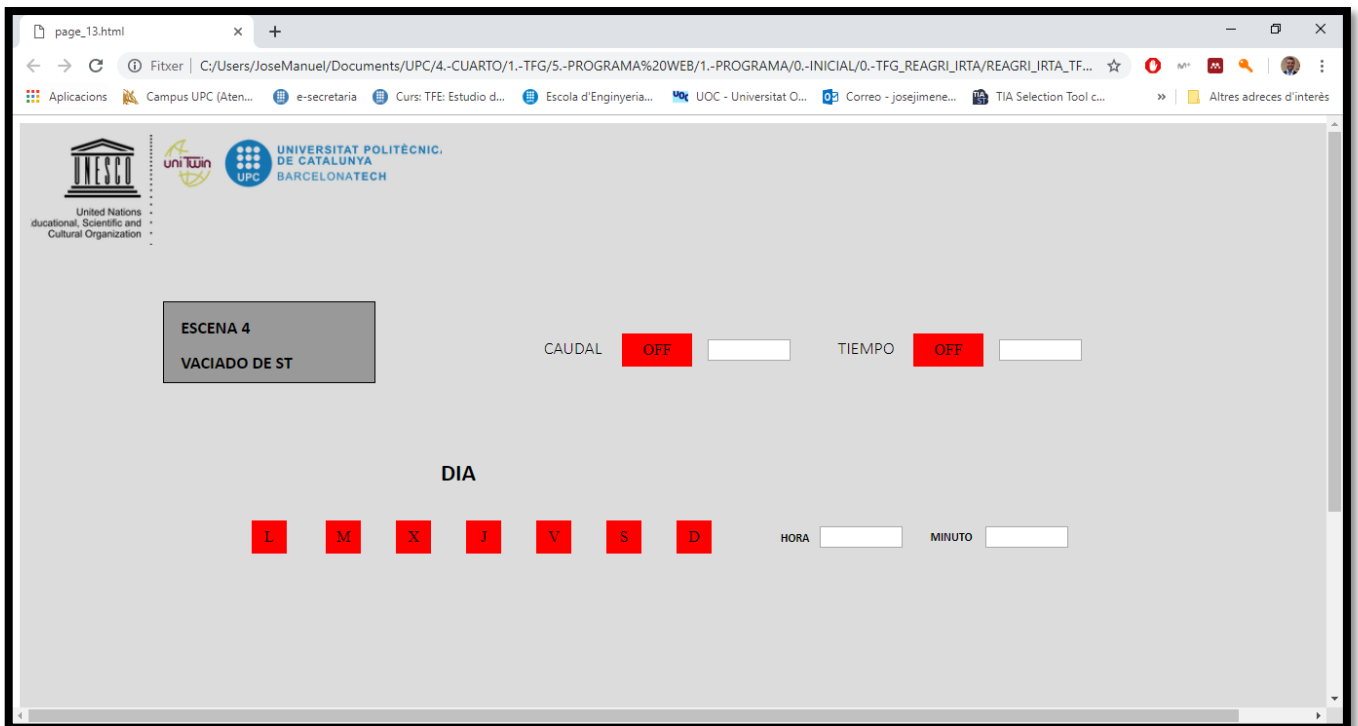 page_13.html
Fitxer | C:/Users/JoseManuel/Documents/UPC/4.-CUARTO/1.-TFG/5.-PROGRAMA%20WEB/1.-PROGRAMA/0.-INICIAL/0.-TFG_REAGRI_IRTA/REAGRI_IRTA_TF...
Aplicacions Campus UPC (Aten... e-secretaria Curs: TFE: Estudio d... Escola d'Enginyeria... UOC - Universitat O... Correo - josejimene... TIA Selection Tool c... » Altres adreces d'interès
UNESCO
uniTwin
UPC
UNIVERSITAT POLITÈCNIC
DE CATALUNYA
BARCELONATECH
United Nations
ducational, Scientific and
Cultural Organization
ESCENA 4
VACIADO DE ST
CAUDAL OFF TIEMPO OFF
DIA
L M X J V S D HORA MINUTO